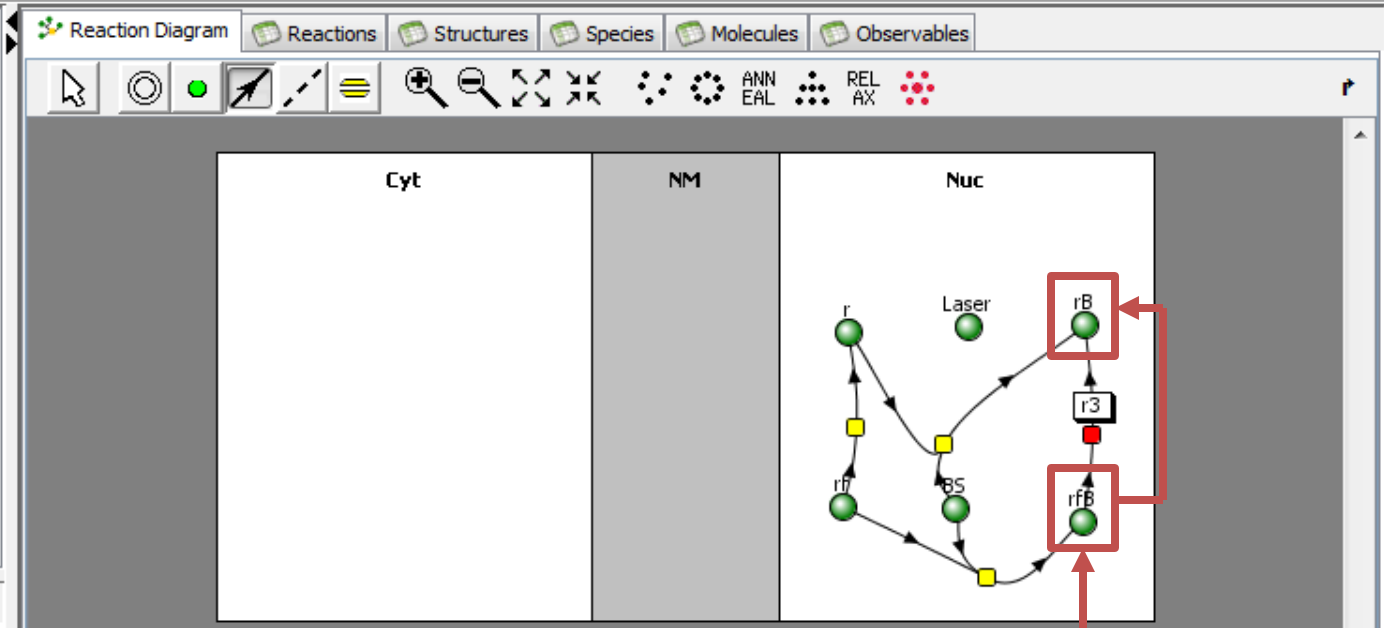 Reaction Diagram Reactions Structures Species Molecules Observables
ANN EAL REL AX
Cyt NM Nuc
r Laser rB
r3
rf BS rfB